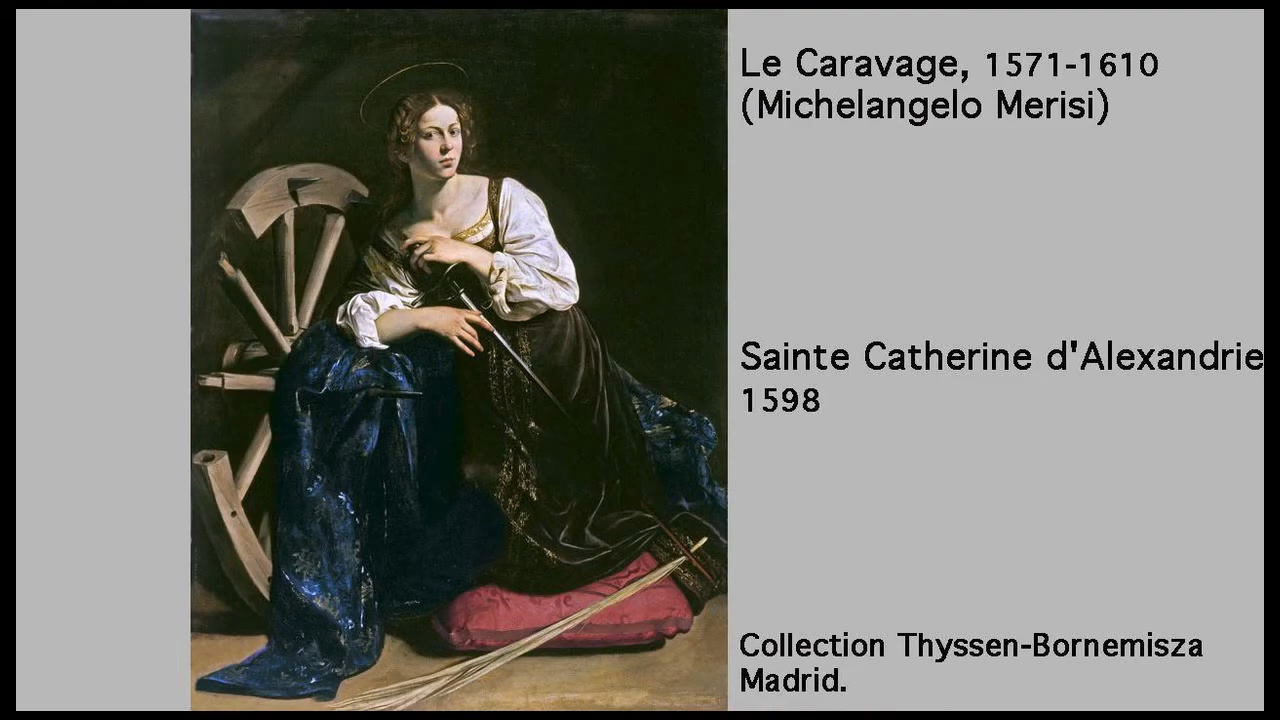 Le Caravage, 1571-1610
(Michelangelo Merisi)
Sainte Catherine d'Alexandrie
1598
Collection Thyssen-Bornemisza
Madrid.